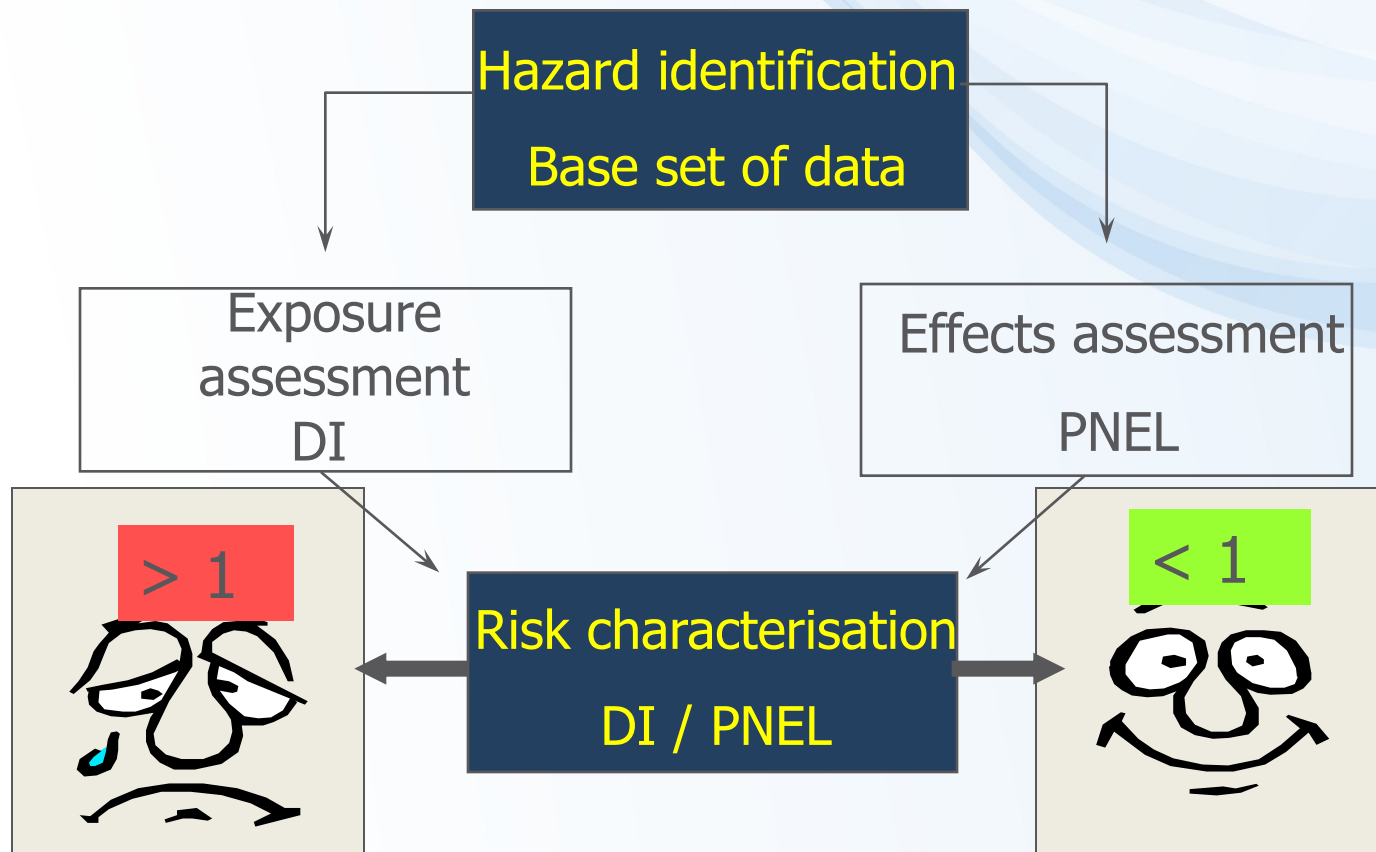 Hazard identification
Base set of data
Exposure
assessment
DI
Effects assessment
PNEL
> 1
< 1
Risk characterisation
DI / PNEL